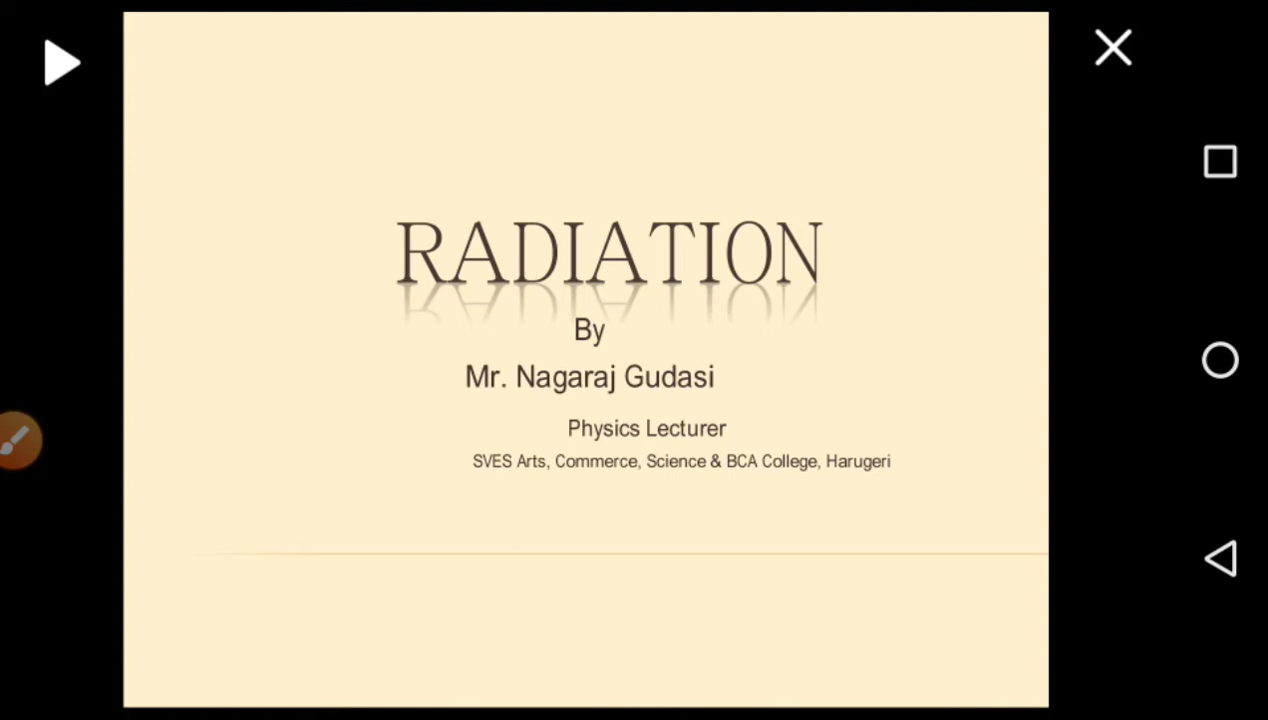 RADIATION
By
Mr. Nagaraj Gudasi
Physics Lecturer
SVES Arts, Commerce, Science & BCA College, Harugeri